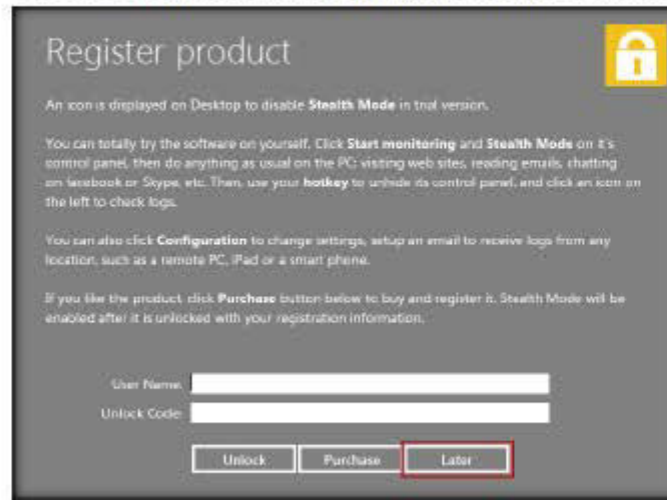 Register product
An icon is displayed on Desktop to disable Stealth Mode in trial version.
You can totally try the software on yourself. Click Start monitoring and Stealth Mode on it's
control panel, then do anything as usual on the PC: visiting web sites, reading emails, chatting
on facebook or Skype, etc. Then, use your hotkey to unhide its control panel, and click an icon on
the left to check logs.
You can also click Configuration to change settings, setup an email to receive logs from any
location, such as a remote PC, iPad or a smart phone.
If you like the product, click Purchase button below to buy and register it. Stealth Mode will be
enabled after it is unlocked with your registration information.
User Name:
Unlock Code:
Unlock Purchase Later